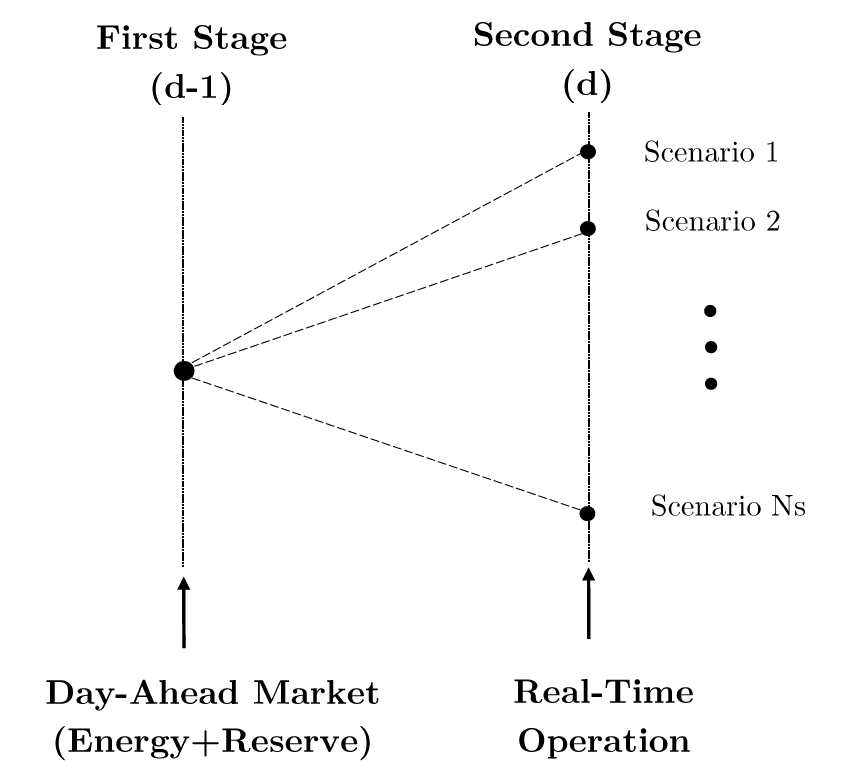 First Stage
(d-1)
Second Stage
(d)
Scenario 1
Scenario 2
Scenario Ns
Day-Ahead Market
(Energy+Reserve)
Real-Time
Operation